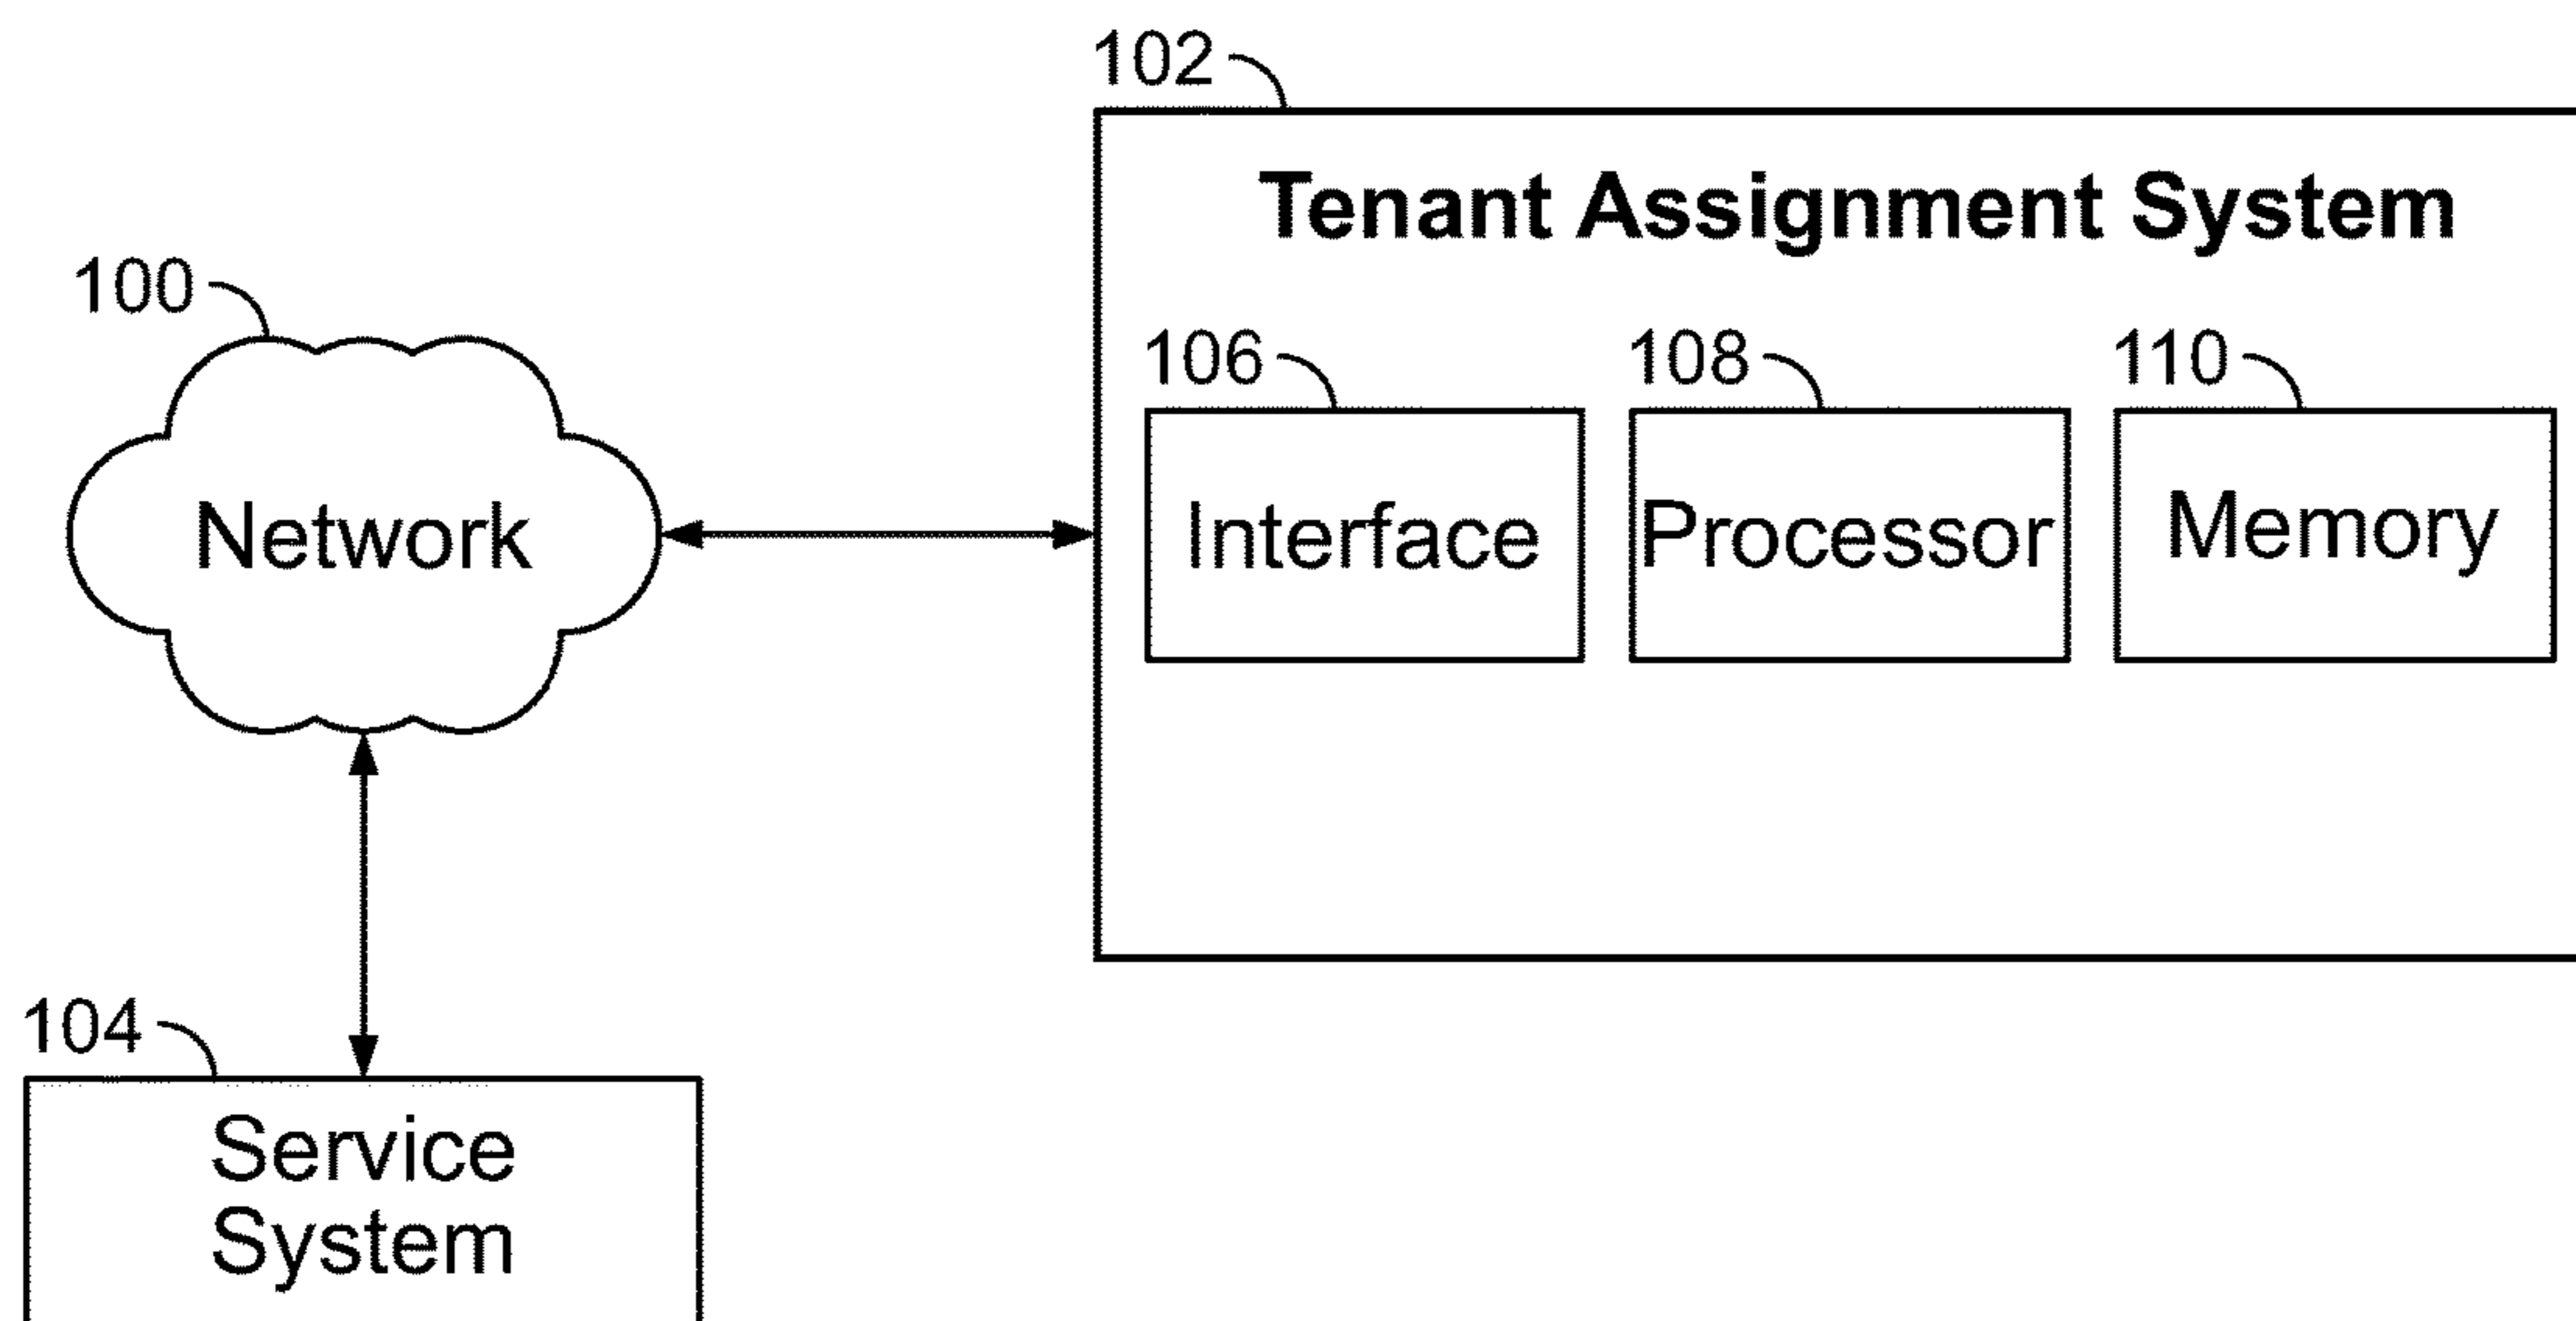 102
Tenant Assignment System
100
106
108
110
Network
Interface
Processor
Memory
104
Service
System